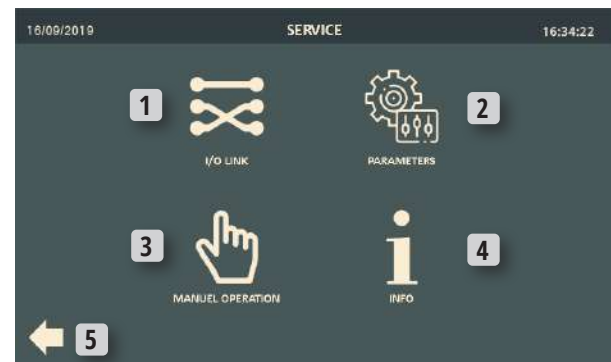 16/09/2019 SERVICE 16:34:22
1 2
I/O LINK PARAMETERS
3 4
MANUEL OPERATION INFO
5